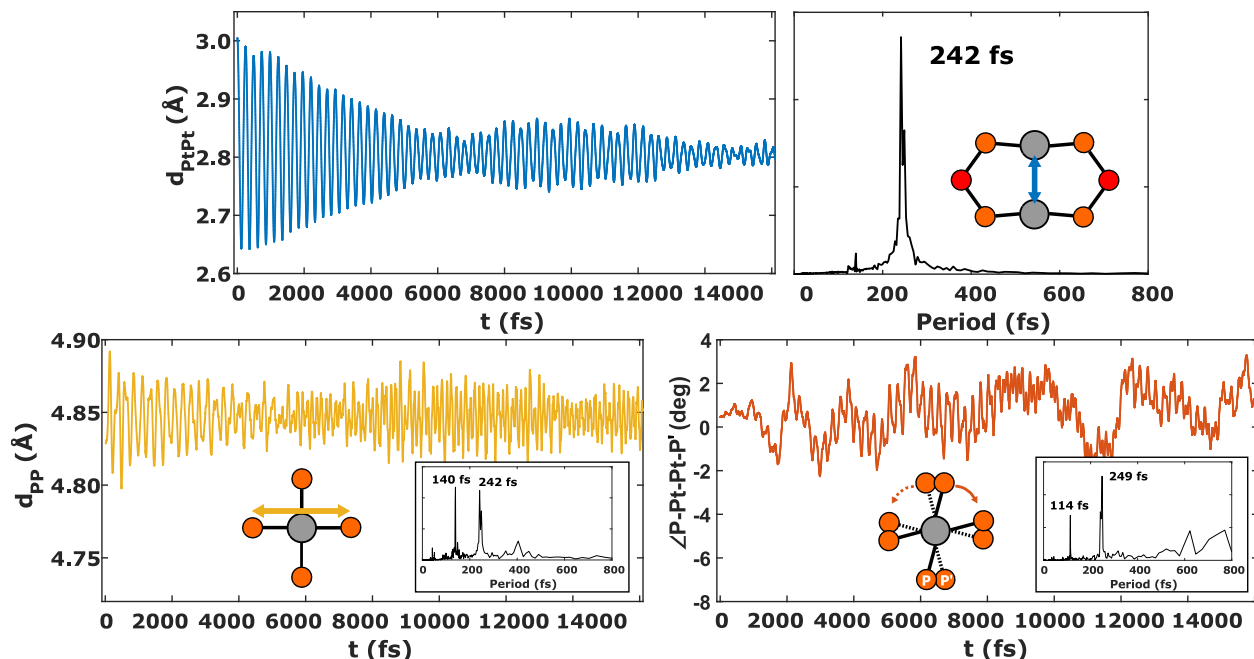 d_PtPt (Å)
3.0
2.9
2.8
2.7
2.6
0 2000 4000 6000 8000 10000 12000 14000
t (fs)
242 fs
0 200 400 600 800
Period (fs)
d_PP (Å)
4.90
4.85
4.80
4.75
0 2000 4000 6000 8000 10000 12000 14000
t (fs)
140 fs 242 fs
0 200 400 600 800
Period (fs)
∠P-Pt-Pt-P' (deg)
4
2
0
-2
-4
-6
-8
0 2000 4000 6000 8000 10000 12000 14000
t (fs)
P P'
249 fs
114 fs
0 200 400 600 800
Period (fs)